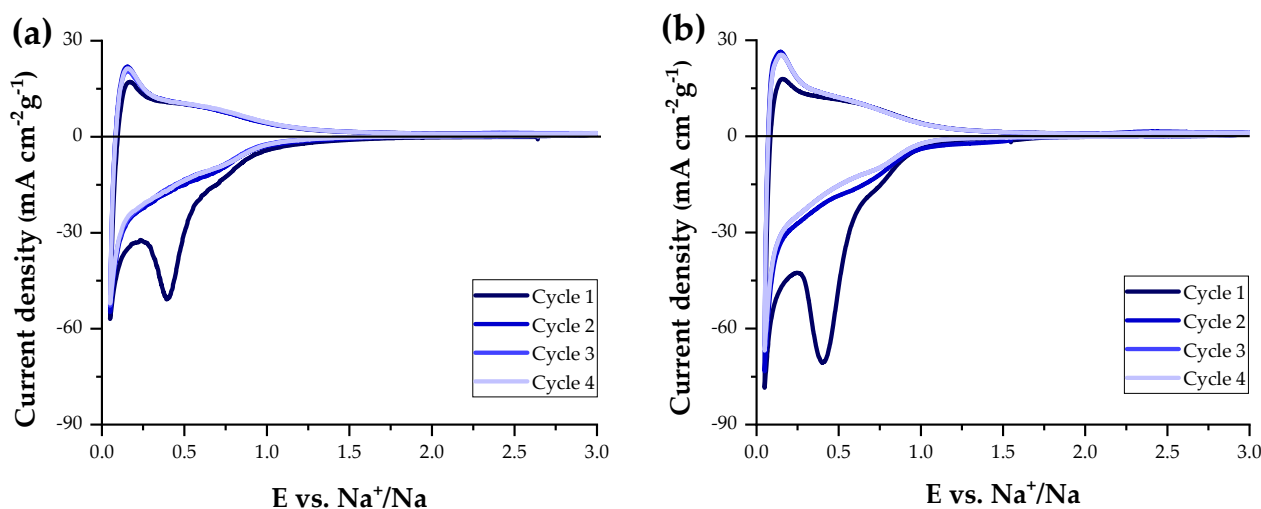 (a)
Current density (mA cm⁻²g⁻¹)
30
0
-30
-60
-90
0.0 0.5 1.0 1.5 2.0 2.5 3.0
E vs. Na⁺/Na
Cycle 1
Cycle 2
Cycle 3
Cycle 4
(b)
Current density (mA cm⁻²g⁻¹)
30
0
-30
-60
-90
0.0 0.5 1.0 1.5 2.0 2.5 3.0
E vs. Na⁺/Na
Cycle 1
Cycle 2
Cycle 3
Cycle 4